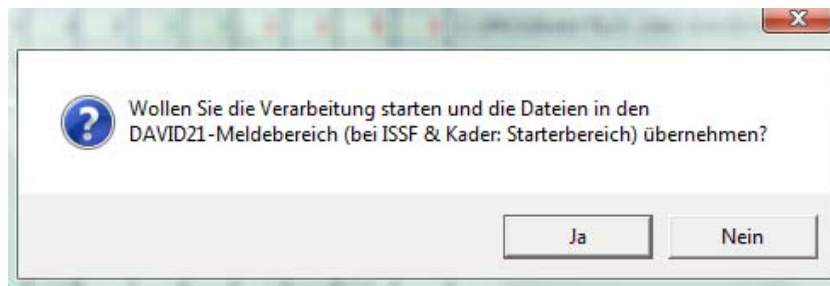 Wollen Sie die Verarbeitung starten und die Dateien in den
DAVID21-Meldebereich (bei ISSF & Kader: Starterbereich) übernehmen?
Ja
Nein